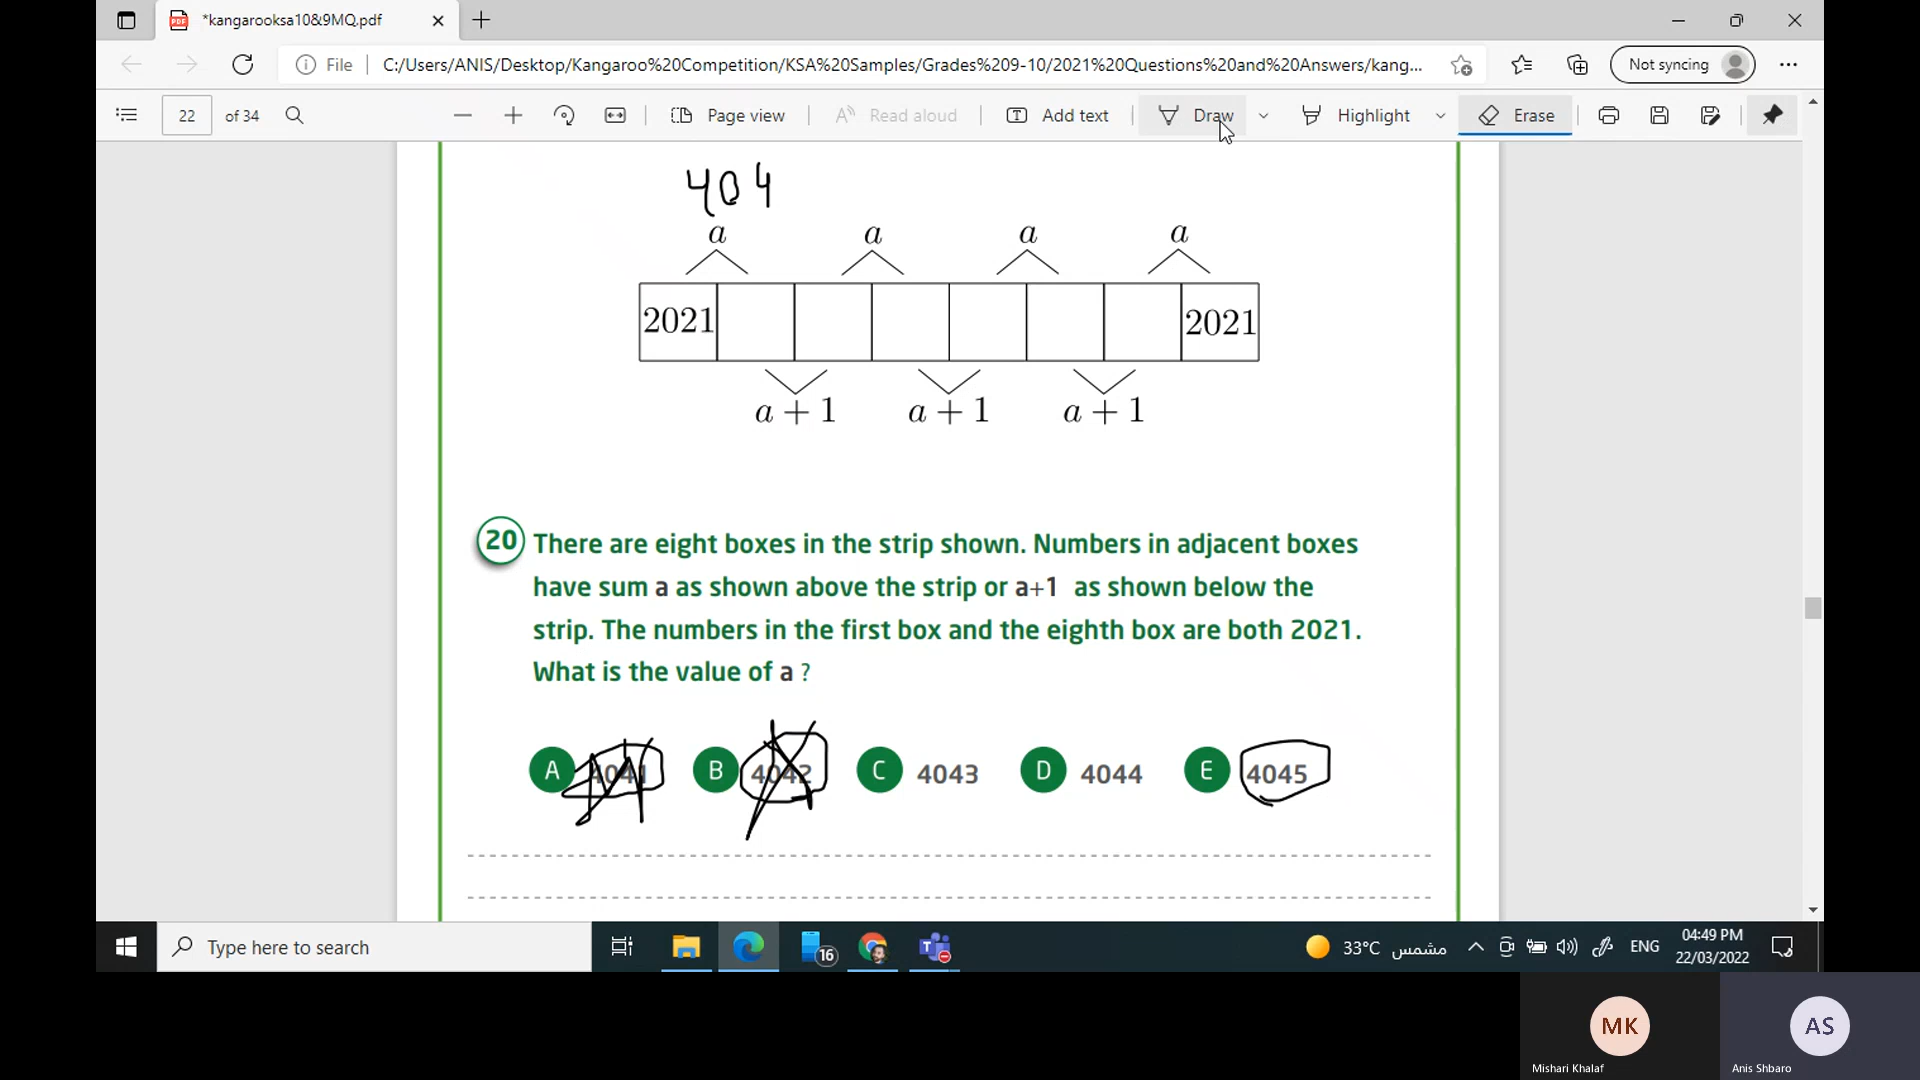 *kangarooksa10&9MQ.pdf
File C:/Users/ANIS/Desktop/Kangaroo%20Competition/KSA%20Samples/Grades%209-10/2021%20Questions%20and%20Answers/kang... Not syncing
22 of 34 Page view Read aloud Add text Draw Highlight Erase
404
a a a a
2021 2021
a + 1 a + 1 a + 1
20 There are eight boxes in the strip shown. Numbers in adjacent boxes
have sum a as shown above the strip or a+1 as shown below the
strip. The numbers in the first box and the eighth box are both 2021.
What is the value of a ?
A 4041 B 4042 C 4043 D 4044 E 4045
Type here to search 16 33°C مشمس ENG 04:49 PM
22/03/2022
MK AS
Mishari Khalaf Anis Shbaro